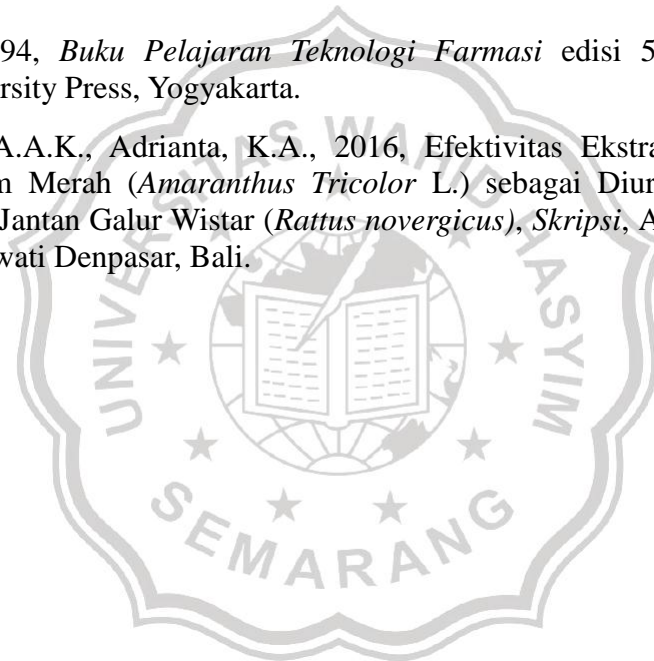 94, Buku Pelajaran Teknologi Farmasi edisi 5
rsity Press, Yogyakarta.
A.A.K., Adrianta, K.A., 2016, Efektivitas Ekstra
m Merah (Amaranthus Tricolor L.) sebagai Diur
Jantan Galur Wistar (Rattus novergicus), Skripsi, A
wati Denpasar, Bali.
UNIVERSITAS WAHID HASYIM
SEMARANG